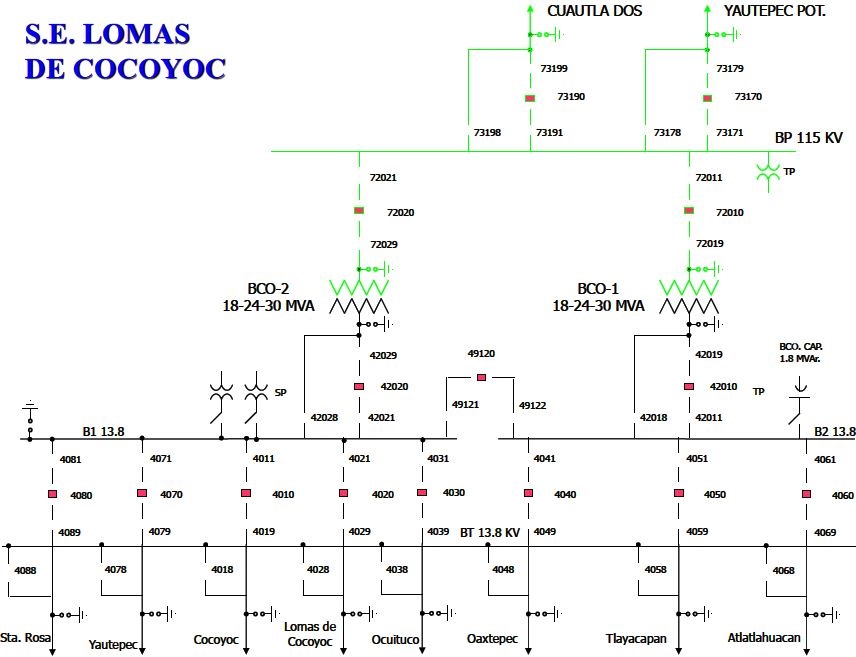 S.E. LOMAS
DE COCOYOC
CUAUTLA DOS
YAUTEPEC POT.
73199
73179
73190
73170
73198
73191
73178
73171
BP 115 KV
TP
72021
72011
72020
72010
72029
72019
BCO-2
18-24-30 MVA
BCO-1
18-24-30 MVA
42029
49120
42019
BCO. CAP.
1.8 MVAr.
42020
42010
SP
TP
42028
42021
49121
49122
42018
42011
B1 13.8
B2 13.8
4081
4071
4011
4021
4031
4041
4051
4061
4080
4070
4010
4020
4030
4040
4050
4060
4089
4079
4019
4029
4039
BT 13.8 KV
4049
4059
4069
4088
4078
4018
4028
4038
4048
4058
4068
Sta. Rosa
Yautepec
Cocoyoc
Lomas de
Cocoyoc
Ocuituco
Oaxtepec
Tlayacapan
Atlatlahuacan